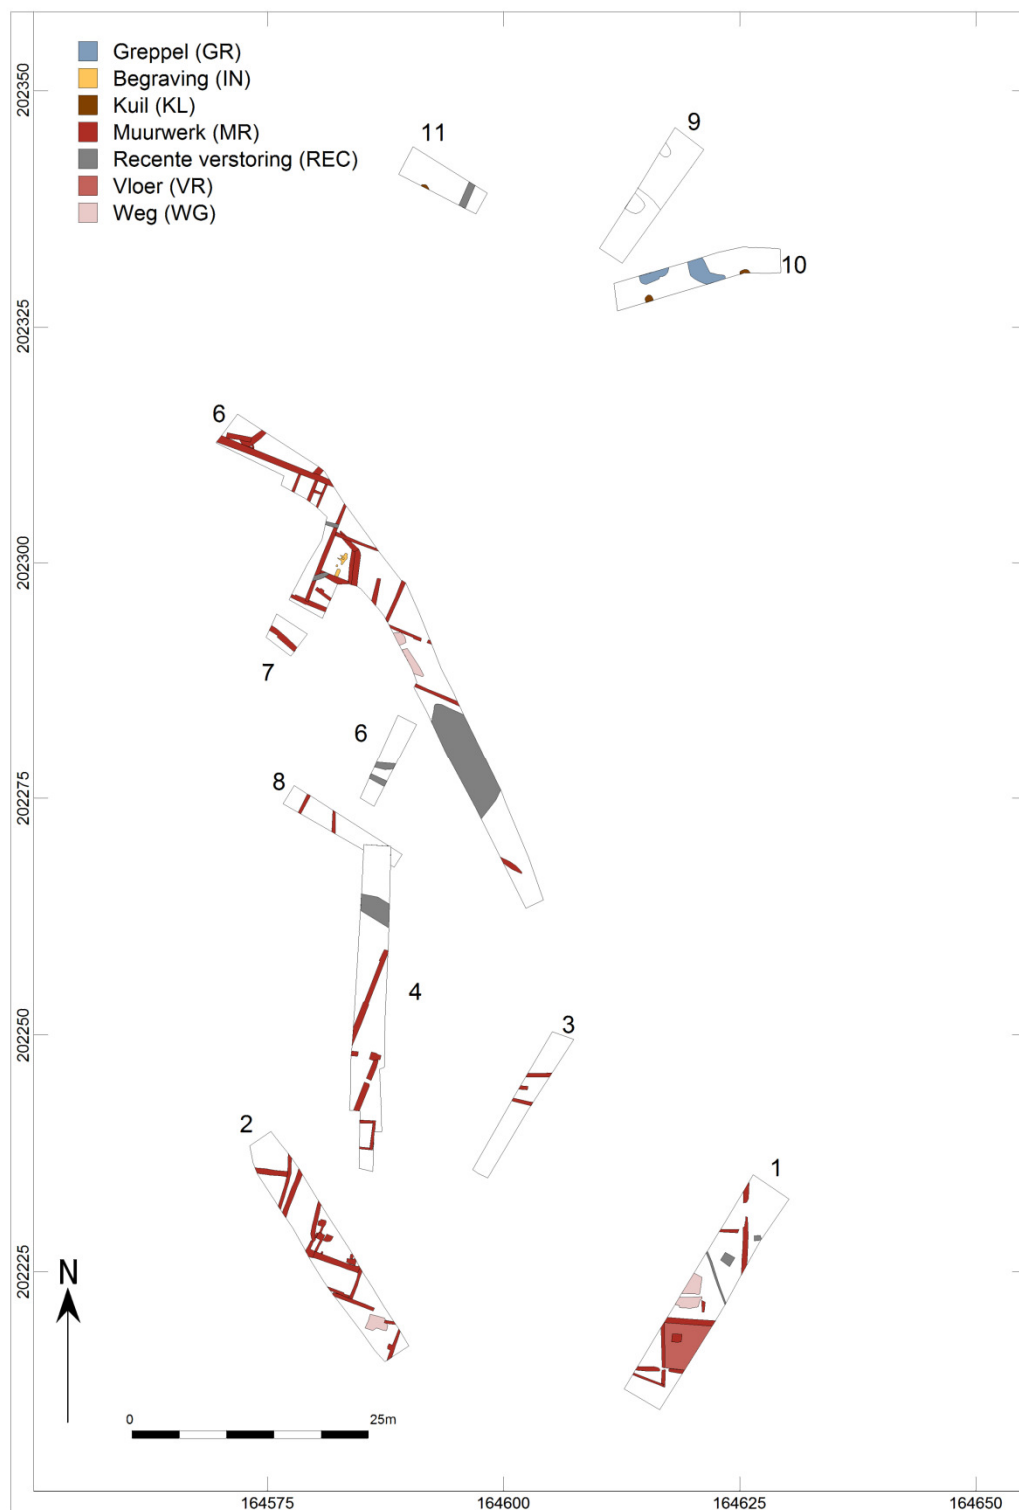 Greppel (GR)
Begraving (IN)
Kuil (KL)
Muurwerk (MR)
Recente verstoring (REC)
Vloer (VR)
Weg (WG)
202350
202325
202300
202275
202250
202225
11
9
10
6
7
6
8
4
3
2
1
N
0 25m
164575 164600 164625 164650